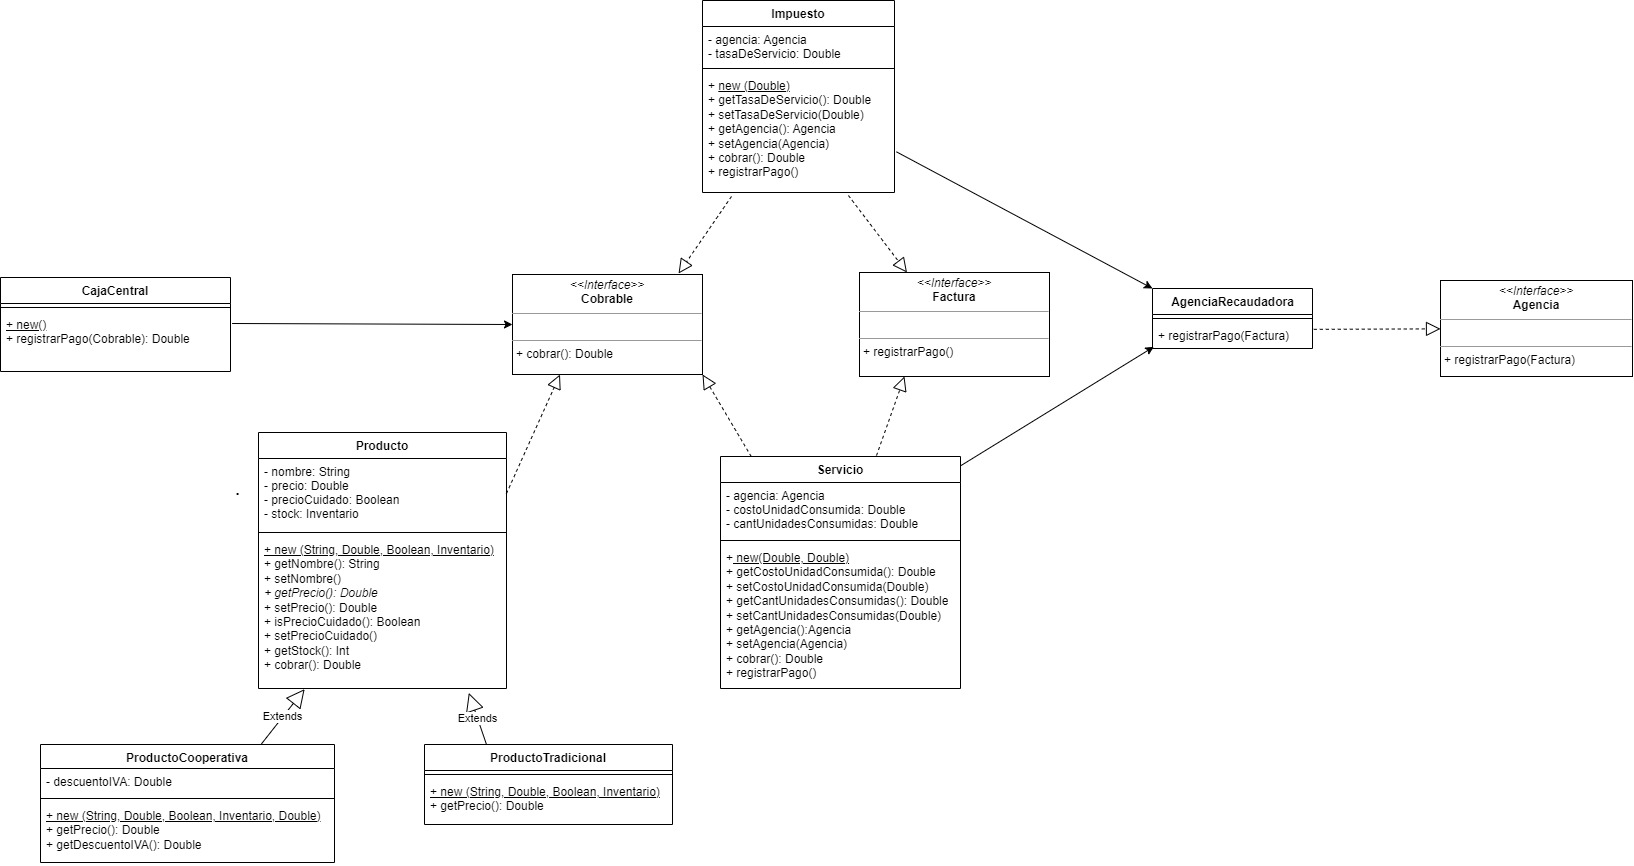 Impuesto
- agencia: Agencia
- tasaDeServicio: Double
+ new (Double)
+ getTasaDeServicio(): Double
+ setTasaDeServicio(Double)
+ getAgencia(): Agencia
+ setAgencia(Agencia)
+ cobrar(): Double
+ registrarPago()
CajaCentral
+ new()
+ registrarPago(Cobrable): Double
<<Interface>>
Cobrable
+ cobrar(): Double
<<Interface>>
Factura
+ registrarPago()
AgenciaRecaudadora
+ registrarPago(Factura)
<<Interface>>
Agencia
+ registrarPago(Factura)
Producto
- nombre: String
- precio: Double
- precioCuidado: Boolean
- stock: Inventario
+ new (String, Double, Boolean, Inventario)
+ getNombre(): String
+ setNombre()
+ getPrecio(): Double
+ setPrecio(): Double
+ isPrecioCuidado(): Boolean
+ setPrecioCuidado()
+ getStock(): Int
+ cobrar(): Double
Servicio
- agencia: Agencia
- costoUnidadConsumida: Double
- cantUnidadesConsumidas: Double
+ new(Double, Double)
+ getCostoUnidadConsumida(): Double
+ setCostoUnidadConsumida(Double)
+ getCantUnidadesConsumidas(): Double
+ setCantUnidadesConsumidas(Double)
+ getAgencia():Agencia
+ setAgencia(Agencia)
+ cobrar(): Double
+ registrarPago()
Extends
Extends
ProductoCooperativa
- descuentoIVA: Double
+ new (String, Double, Boolean, Inventario, Double)
+ getPrecio(): Double
+ getDescuentoIVA(): Double
ProductoTradicional
+ new (String, Double, Boolean, Inventario)
+ getPrecio(): Double